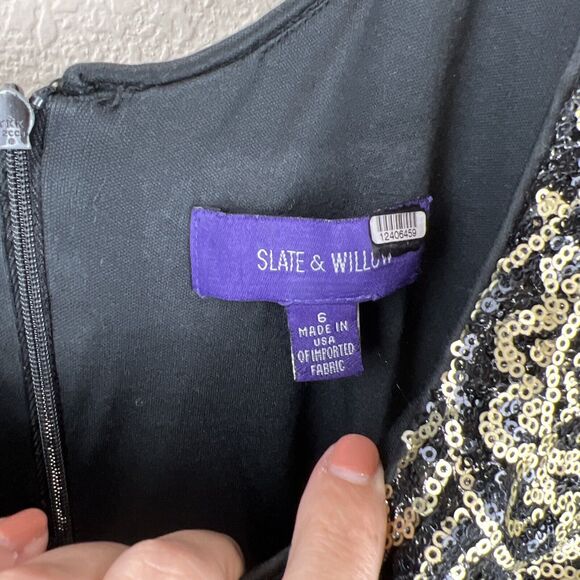 12406459
SLATE & WILLOW
6
MADE IN
USA
OF IMPORTED
FABRIC